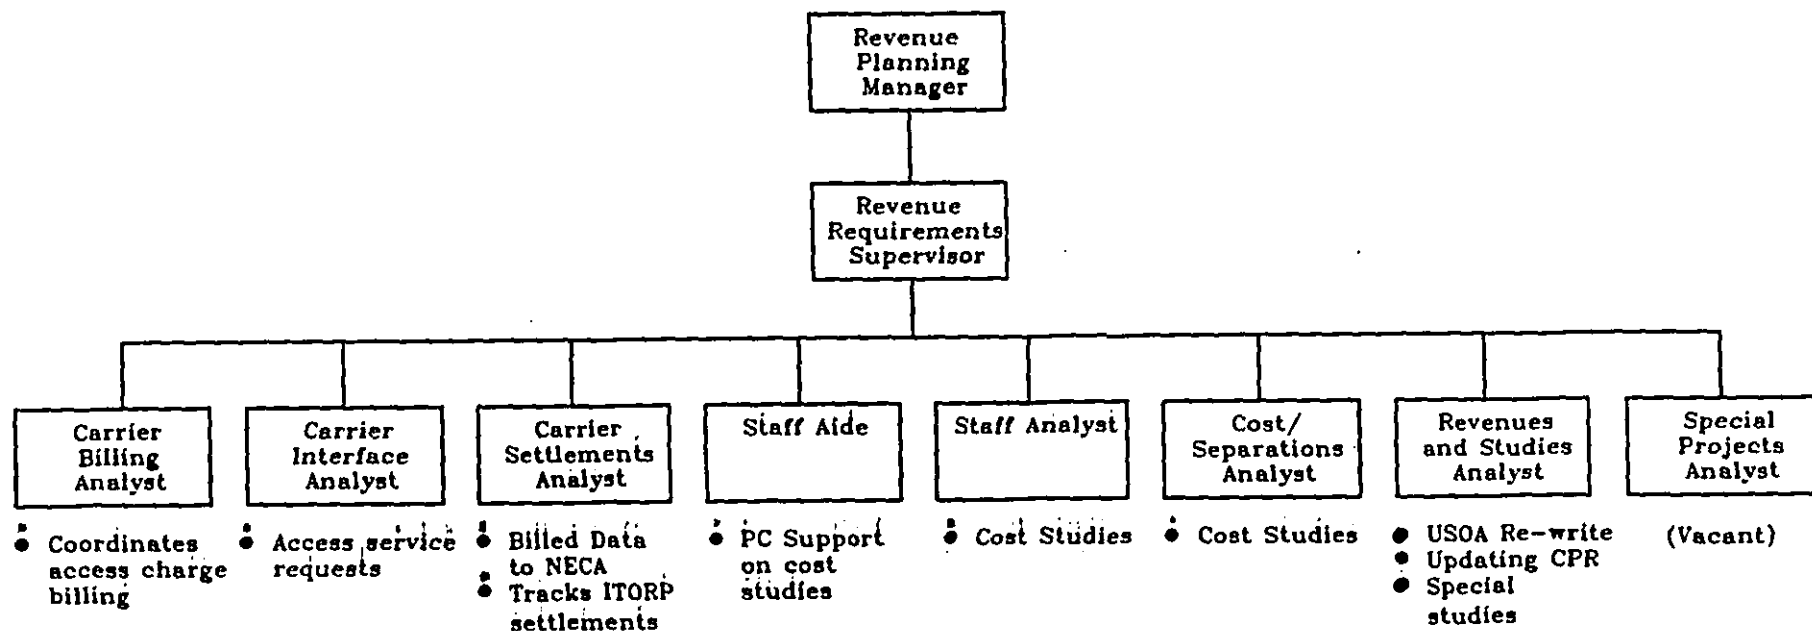 Revenue
Planning
Manager
Revenue
Requirements
Supervisor
Carrier
Billing
Analyst
Carrier
Interface
Analyst
Carrier
Settlements
Analyst
Staff Aide
Staff Analyst
Cost/
Separations
Analyst
Revenues
and Studies
Analyst
Special
Projects
Analyst
● Coordinates
access charge
billing
● Access service
requests
● Billed Data
to NECA
● Tracks ITORP
settlements
● PC Support
on cost
studies
● Cost Studies
● Cost Studies
● USOA Re-write
● Updating CPR
● Special
studies
(Vacant)